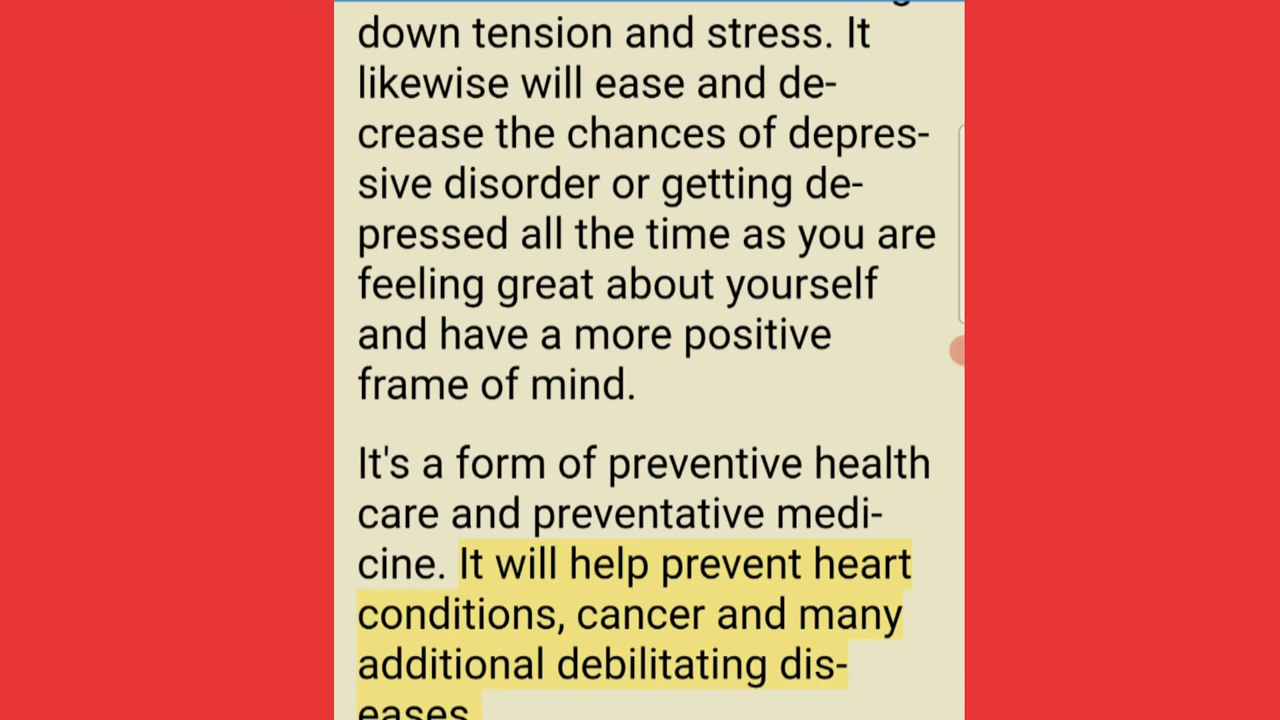 down tension and stress. It
likewise will ease and de-
crease the chances of depres-
sive disorder or getting de-
pressed all the time as you are
feeling great about yourself
and have a more positive
frame of mind.
It's a form of preventive health
care and preventative medi-
cine. It will help prevent heart
conditions, cancer and many
additional debilitating dis-
eases.